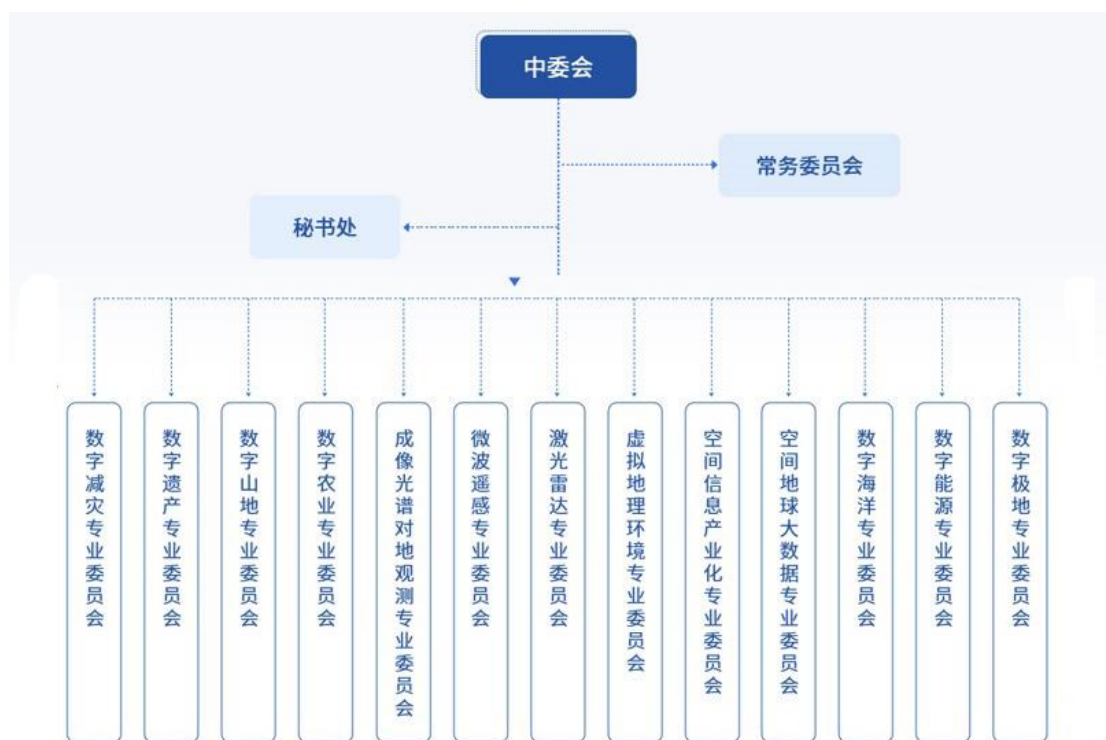 中委会
常务委员会
秘书处
数字减灾专业委员会
数字遗产专业委员会
数字山地专业委员会
数字农业专业委员会
成像光谱对地观测专业委员会
微波遥感专业委员会
激光雷达专业委员会
虚拟地理环境专业委员会
空间信息产业化专业委员会
空间地球大数据专业委员会
数字海洋专业委员会
数字能源专业委员会
数字极地专业委员会